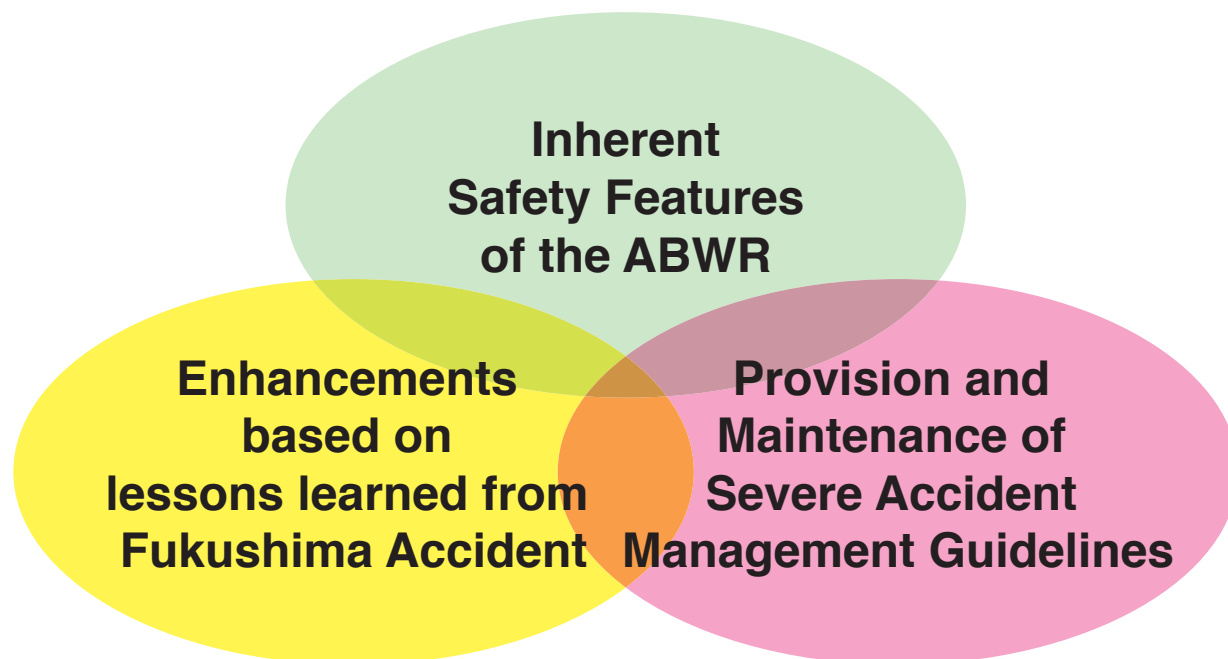 Inherent
Safety Features
of the ABWR
Enhancements
based on
lessons learned from
Fukushima Accident
Provision and
Maintenance of
Severe Accident
Management Guidelines